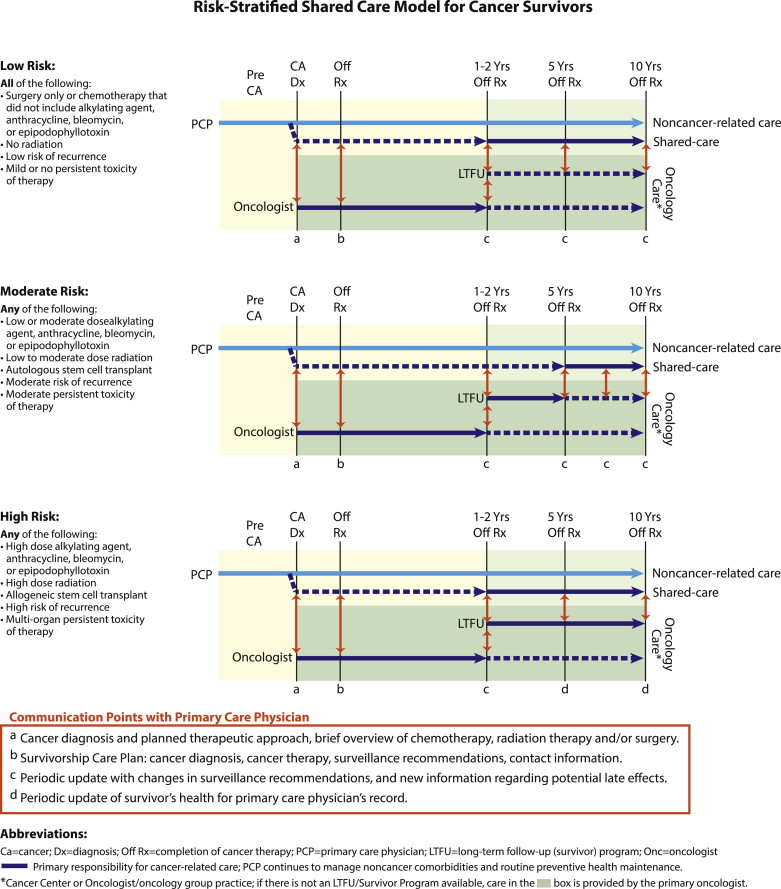 Risk-Stratified Shared Care Model for Cancer Survivors
Low Risk:
All of the following:
• Surgery only or chemotherapy that
did not include alkylating agent,
anthracycline, bleomycin,
or epipodophyllotoxin
• No radiation
• Low risk of recurrence
• Mild or no persistent toxicity
of therapy
Pre
CA
CA
Dx
Off
Rx
1-2 Yrs
Off Rx
5 Yrs
Off Rx
10 Yrs
Off Rx
PCP
Noncancer-related care
Shared-care
LTFU
Oncologist
Oncology
Care*
a b c c c
Moderate Risk:
Any of the following:
• Low or moderate dosealkylating
agent, anthracycline, bleomycin,
or epipodophyllotoxin
• Low to moderate dose radiation
• Autologous stem cell transplant
• Moderate risk of recurrence
• Moderate persistent toxicity
of therapy
Pre
CA
CA
Dx
Off
Rx
1-2 Yrs
Off Rx
5 Yrs
Off Rx
10 Yrs
Off Rx
PCP
Noncancer-related care
Shared-care
LTFU
Oncologist
Oncology
Care*
a b c c c c
High Risk:
Any of the following:
• High dose alkylating agent,
anthracycline, bleomycin,
or epipodophyllotoxin
• High dose radiation
• Allogeneic stem cell transplant
• High risk of recurrence
• Multi-organ persistent toxicity
of therapy
Pre
CA
CA
Dx
Off
Rx
1-2 Yrs
Off Rx
5 Yrs
Off Rx
10 Yrs
Off Rx
PCP
Noncancer-related care
Shared-care
LTFU
Oncologist
Oncology
Care*
a b c d d
Communication Points with Primary Care Physician
a Cancer diagnosis and planned therapeutic approach, brief overview of chemotherapy, radiation therapy and/or surgery.
b Survivorship Care Plan: cancer diagnosis, cancer therapy, surveillance recommendations, contact information.
c Periodic update with changes in surveillance recommendations, and new information regarding potential late effects.
d Periodic update of survivor's health for primary care physician's record.
Abbreviations:
Ca=cancer; Dx=diagnosis; Off Rx=completion of cancer therapy; PCP=primary care physician; LTFU=long-term follow-up (survivor) program; Onc=oncologist
Primary responsibility for cancer-related care; PCP continues to manage noncancer comorbidities and routine preventive health maintenance.
*Cancer Center or Oncologist/oncology group practice; if there is not an LTFU/Survivor Program available, care in the box is provided by the primary oncologist.